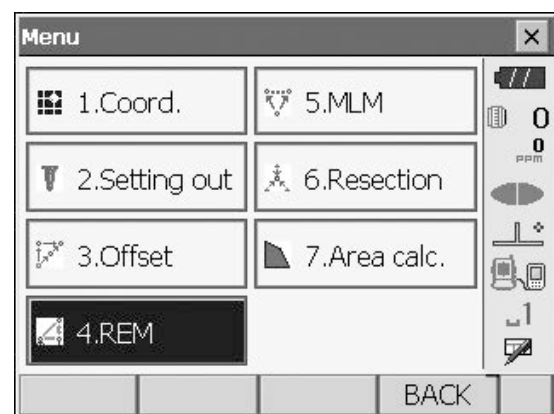 Menu
1.Coord.
5.MLM
2.Setting out
6.Resection
3.Offset
7.Area calc.
4.REM
0
0
PPM
1
BACK